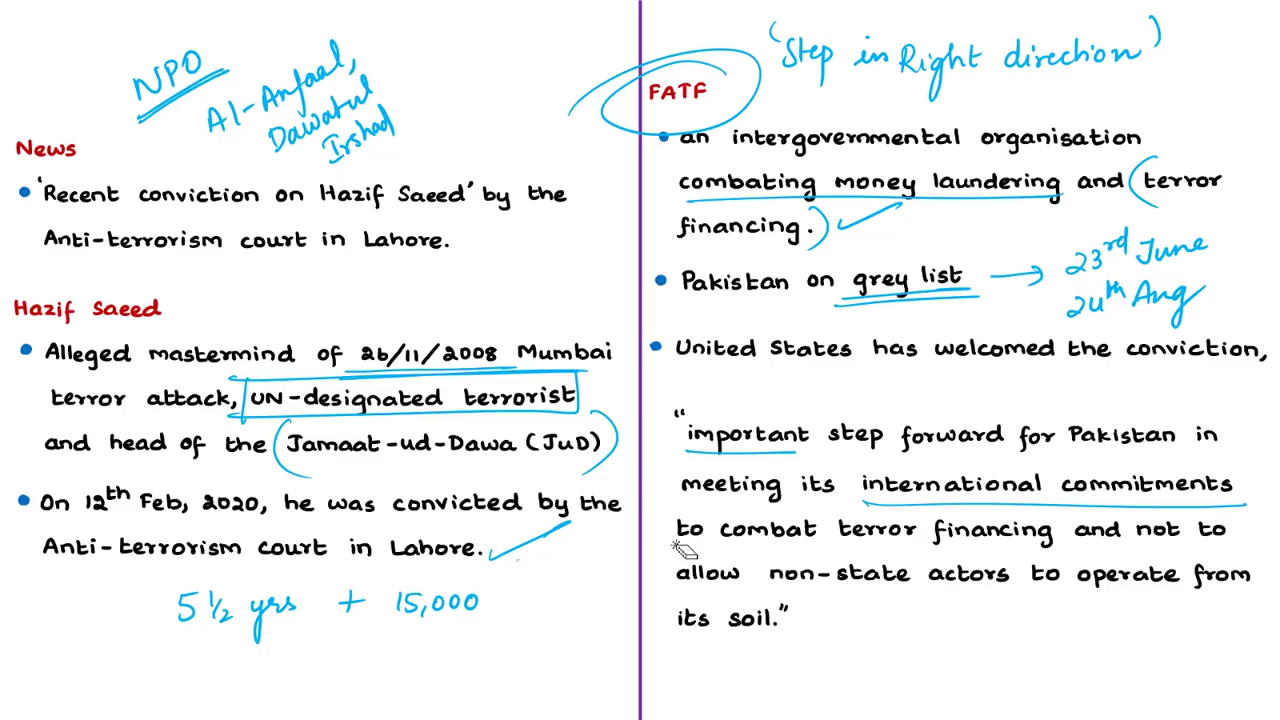 NPO
Al-Anfaal,
Dawatul
Irshad
News
• 'Recent conviction on Hazif Saeed' by the
Anti-terrorism court in Lahore.
Hazif Saeed
• Alleged mastermind of 26/11/2008 Mumbai
terror attack, UN-designated terrorist
and head of the (Jamaat-ud-Dawa (JuD))
• On 12th Feb, 2020, he was convicted by the
Anti-terrorism court in Lahore.
5 1/2 yrs + 15,000
('Step in Right direction')
FATF
• an intergovernmental organisation
combating money laundering and (terror
financing.)
• Pakistan on grey list → 23rd June
24th Aug
• United States has welcomed the conviction,
"important step forward for Pakistan in
meeting its international commitments
to combat terror financing and not to
allow non-state actors to operate from
its soil."